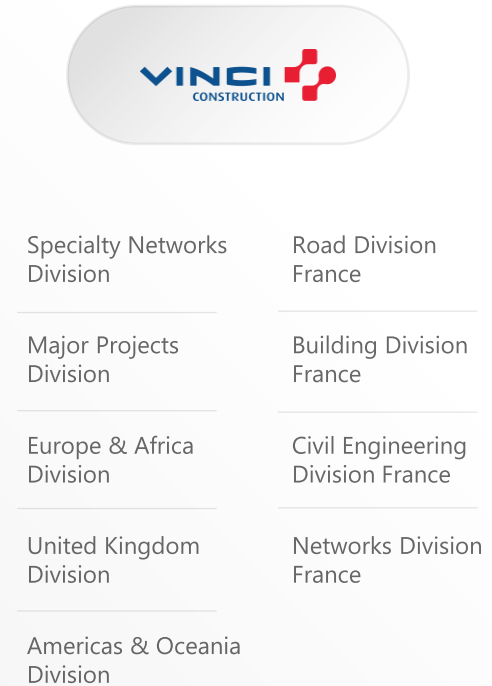 VINCI
CONSTRUCTION
Specialty Networks
Division
Major Projects
Division
Europe & Africa
Division
United Kingdom
Division
Americas & Oceania
Division
Road Division
France
Building Division
France
Civil Engineering
Division France
Networks Division
France